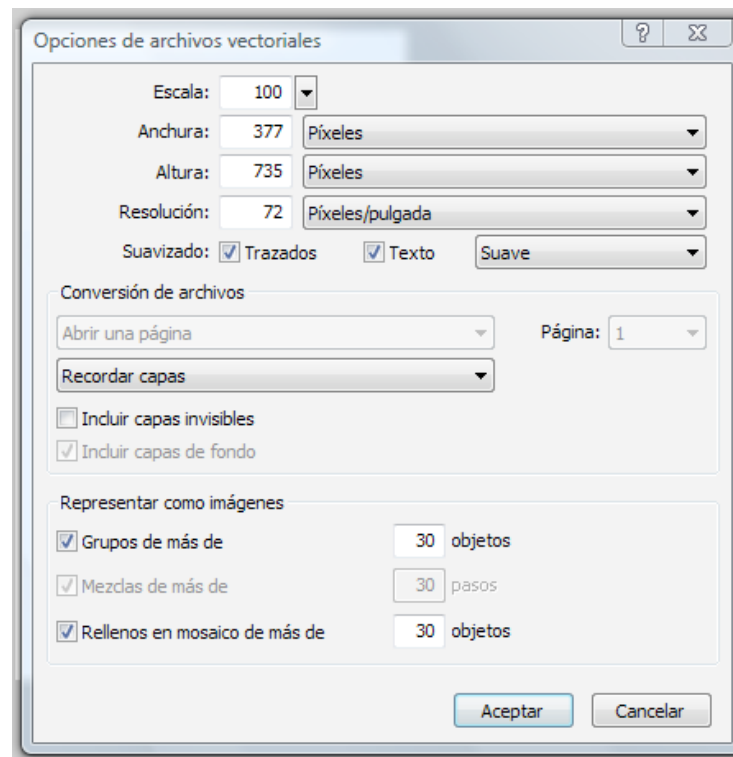 Opciones de archivos vectoriales
Escala: 100
Anchura: 377 Píxeles
Altura: 735 Píxeles
Resolución: 72 Píxeles/pulgada
Suavizado: Trazados Texto Suave
Conversión de archivos
Abrir una página Página: 1
Recordar capas
Incluir capas invisibles
Incluir capas de fondo
Representar como imágenes
Grupos de más de 30 objetos
Mezclas de más de 30 pasos
Rellenos en mosaico de más de 30 objetos
Aceptar Cancelar